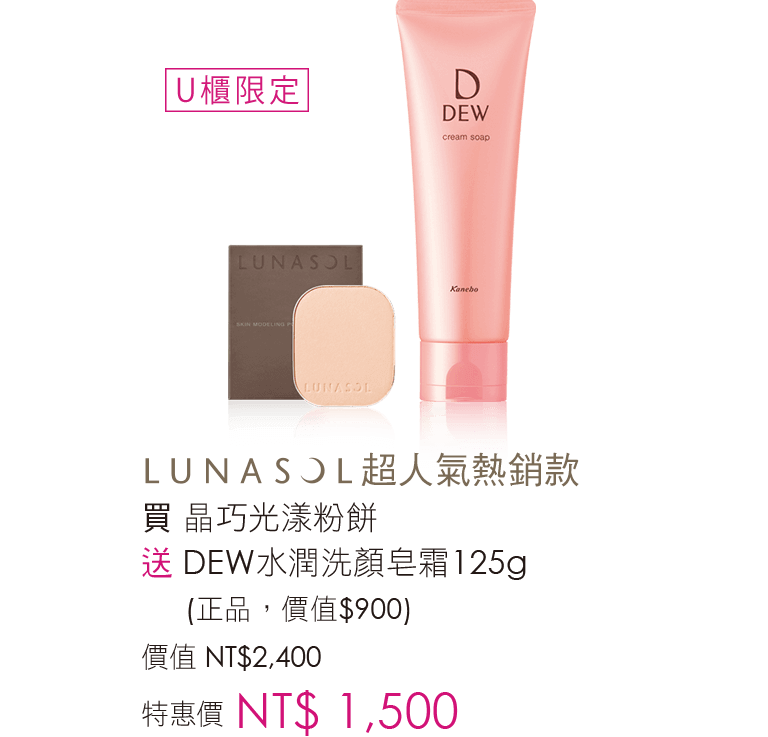 U櫃限定
D
DEW
cream soap
LUNASOL
SKIN MODELING
Kanebo
LUNASOL
LUNASOL超人氣熱銷款
買 晶巧光漾粉餅
送 DEW水潤洗顏皂霜125g
(正品，價值$900)
價值 NT$2,400
特惠價 NT$ 1,500